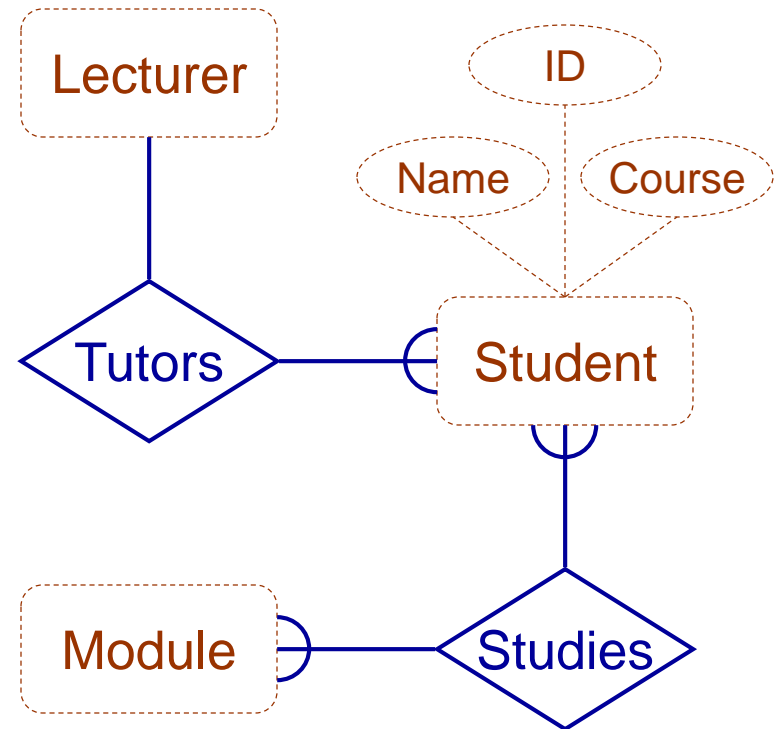 Lecturer
ID
Name
Course
Tutors
Student
Module
Studies